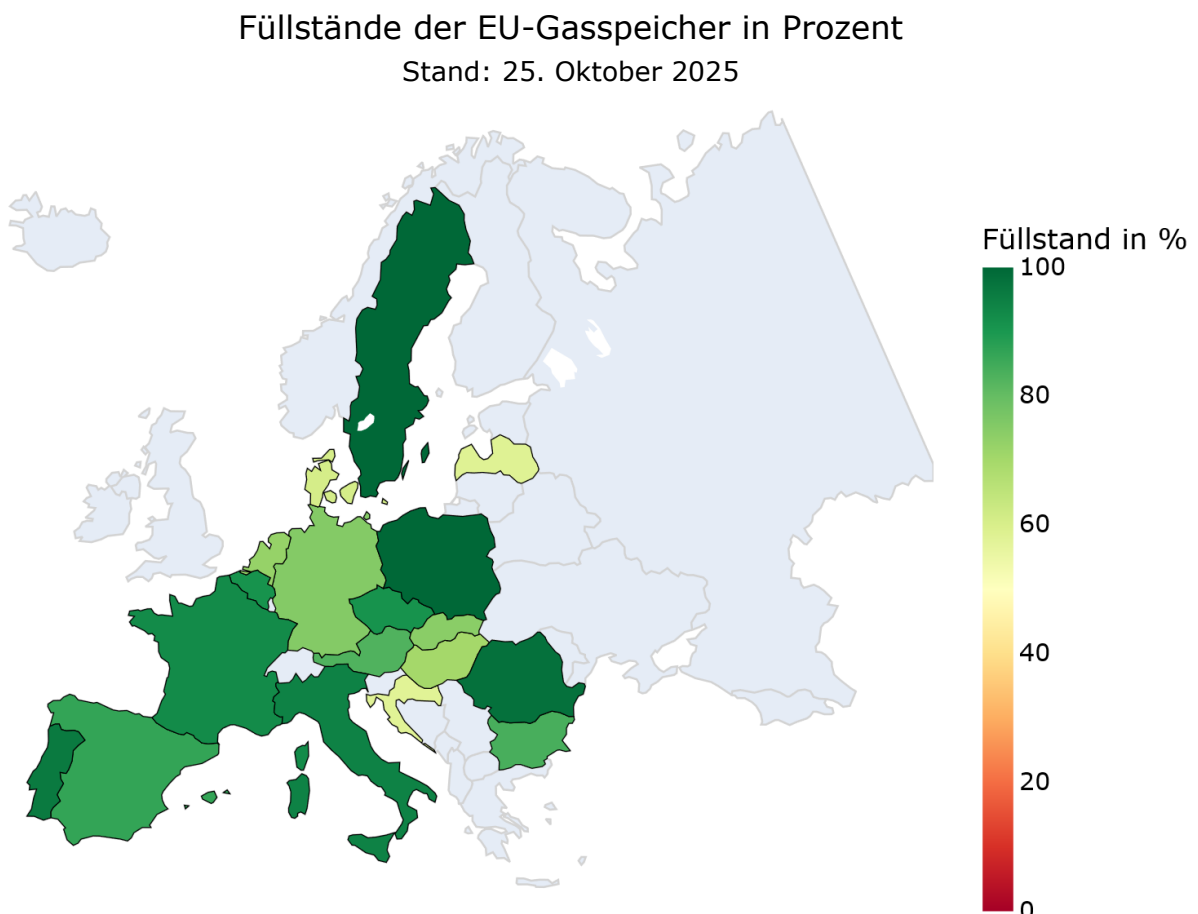 Füllstände der EU-Gasspeicher in Prozent
Stand: 25. Oktober 2025
Füllstand in %
100
80
60
40
20
0